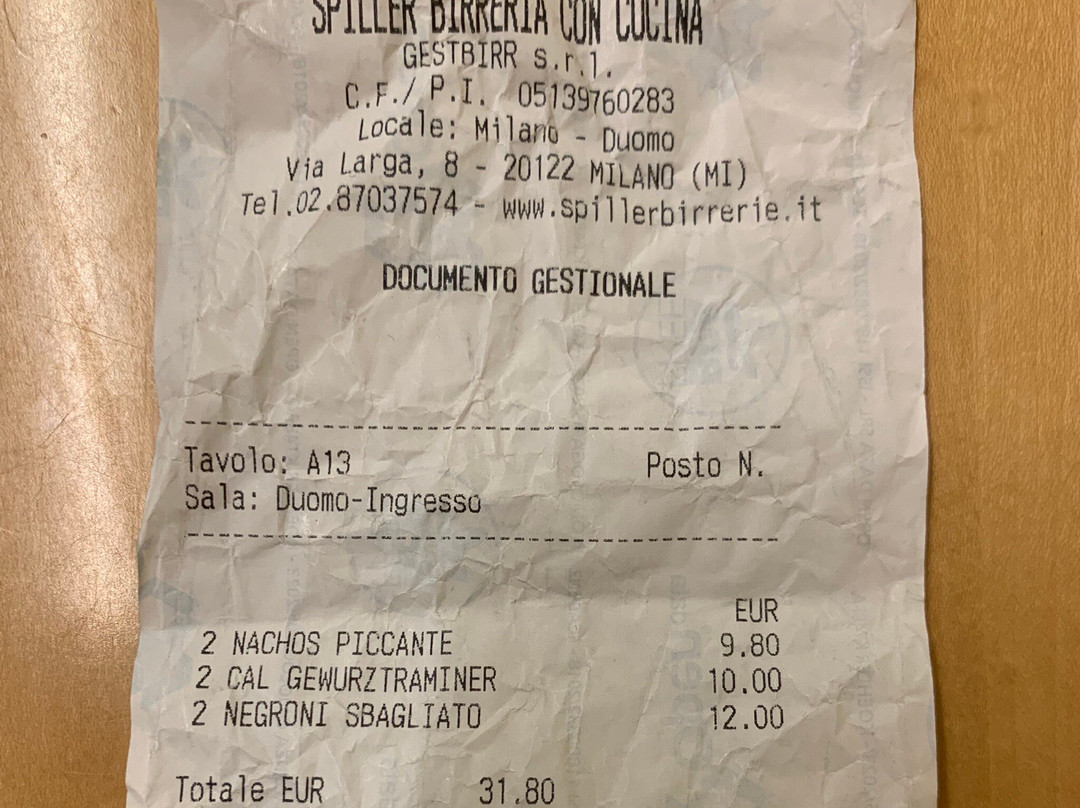 SPILLER BIRRERIA CON CUCINA
GESTBIRR s.r.l.
C.F./ P.I. 05139760283
Locale: Milano - Duomo
Via Larga, 8 - 20122 MILANO (MI)
Tel.02.87037574 - www.spillerbirrerie.it
DOCUMENTO GESTIONALE
Tavolo: A13 Posto N.
Sala: Duomo-Ingresso
EUR
2 NACHOS PICCANTE 9.80
2 CAL GEWURZTRAMINER 10.00
2 NEGRONI SBAGLIATO 12.00
Totale EUR 31.80